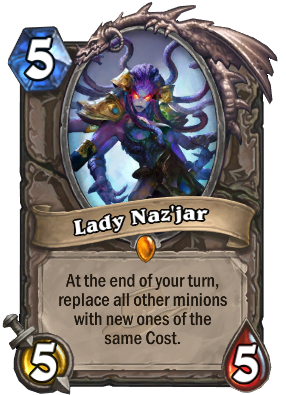 5
Lady Naz'jar
At the end of your turn,
replace all other minions
with new ones of the
same Cost.
5
5